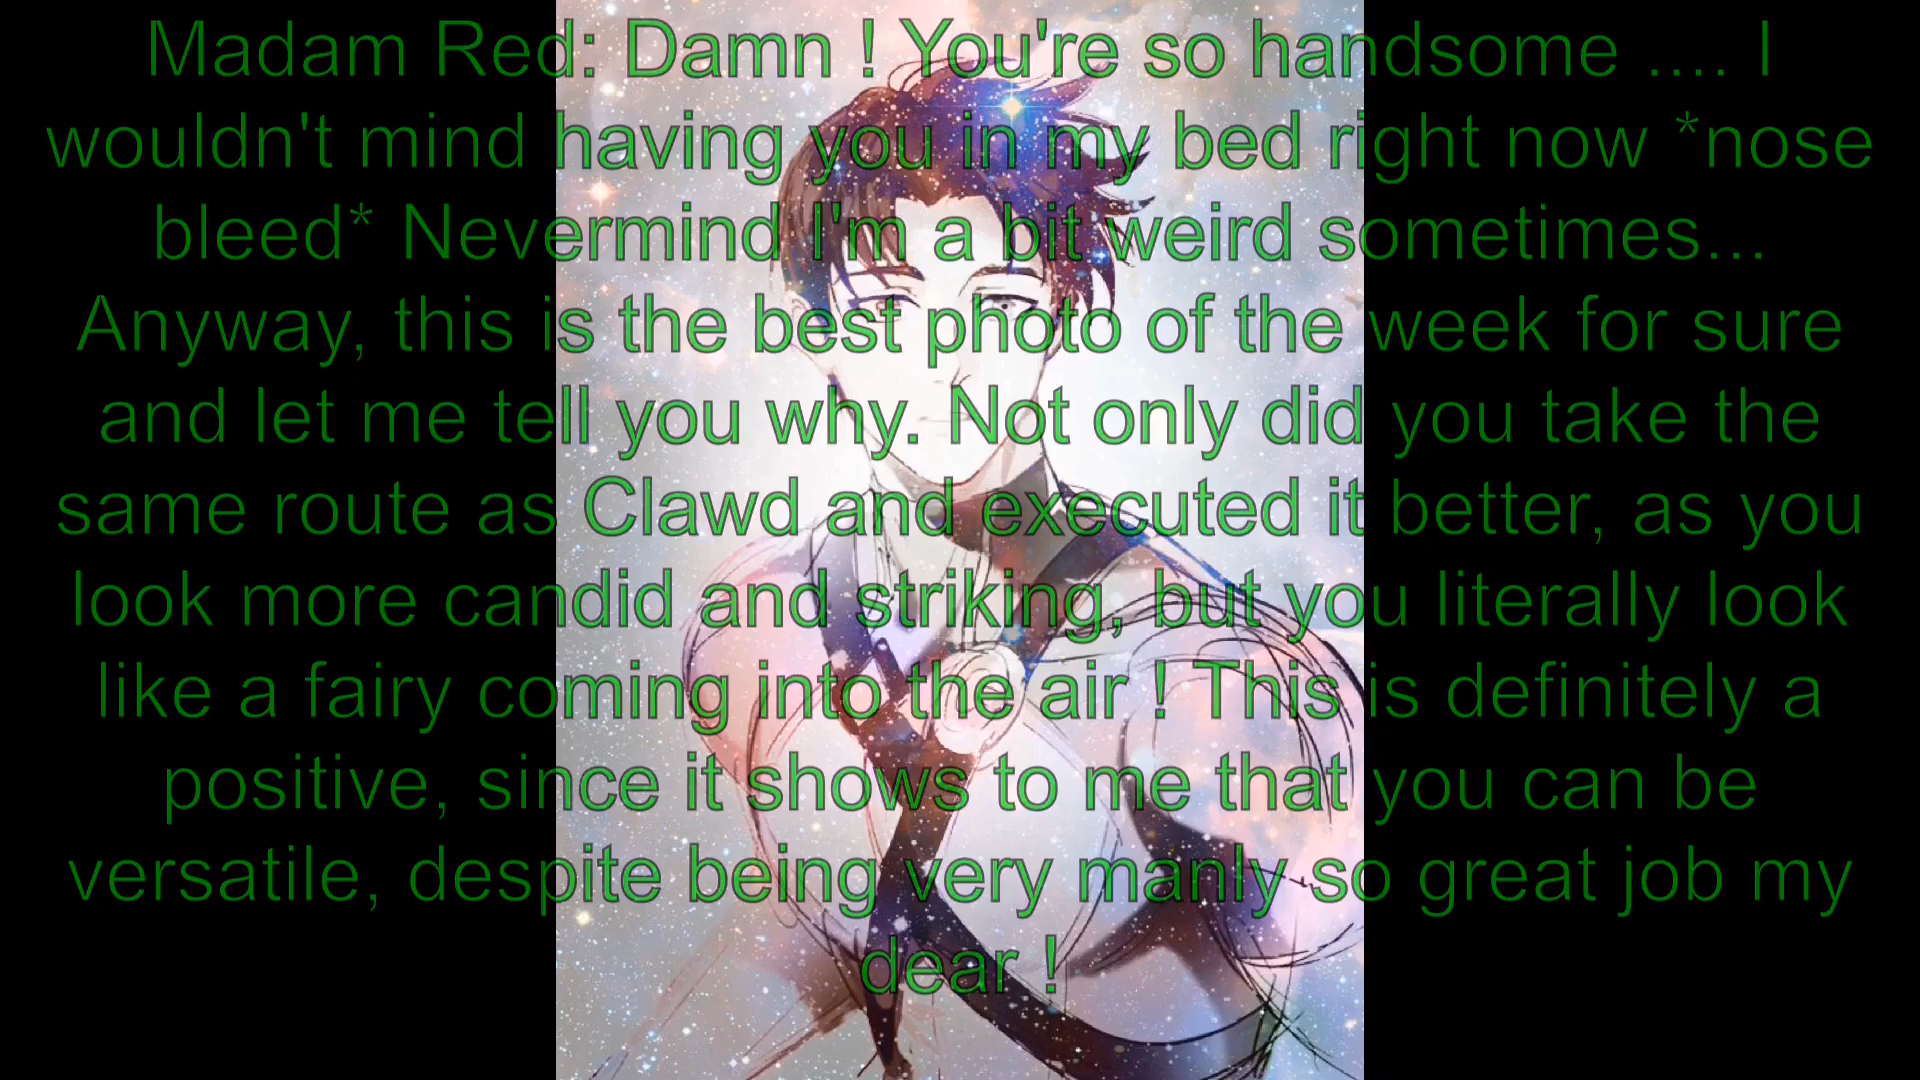 Madam Red: Damn ! You're so handsome .... I
wouldn't mind having you in my bed right now *nose
bleed* Nevermind I'm a bit weird sometimes...
Anyway, this is the best photo of the week for sure
and let me tell you why. Not only did you take the
same route as Clawd and executed it better, as you
look more candid and striking, but you literally look
like a fairy coming into the air ! This is definitely a
positive, since it shows to me that you can be
versatile, despite being very manly so great job my
dear !